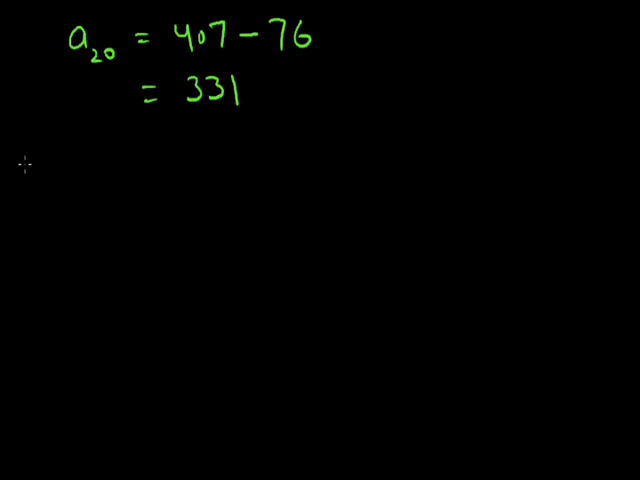 a₂₀ = 407 - 76
= 331